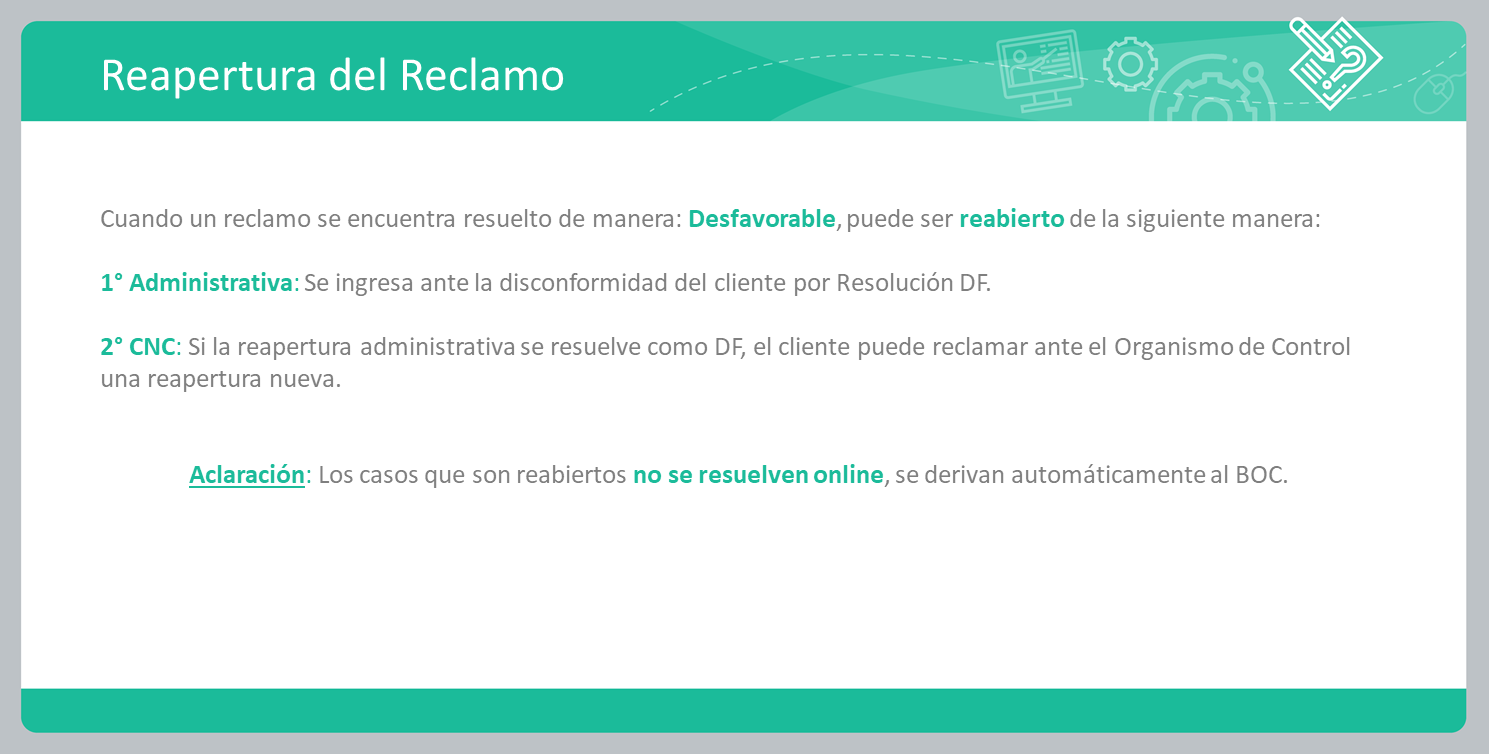 Reapertura del Reclamo
Cuando un reclamo se encuentra resuelto de manera: Desfavorable, puede ser reabierto de la siguiente manera:
1° Administrativa: Se ingresa ante la disconformidad del cliente por Resolución DF.
2° CNC: Si la reapertura administrativa se resuelve como DF, el cliente puede reclamar ante el Organismo de Control
una reapertura nueva.
Aclaración: Los casos que son reabiertos no se resuelven online, se derivan automáticamente al BOC.